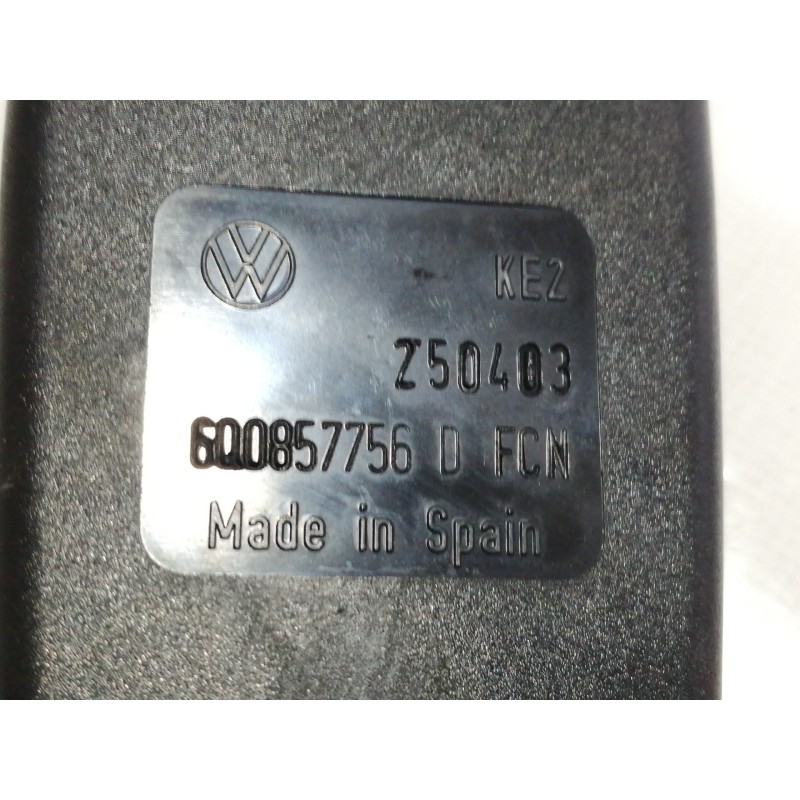 KE2
Z50403
6Q0857756 D FCN
Made in Spain